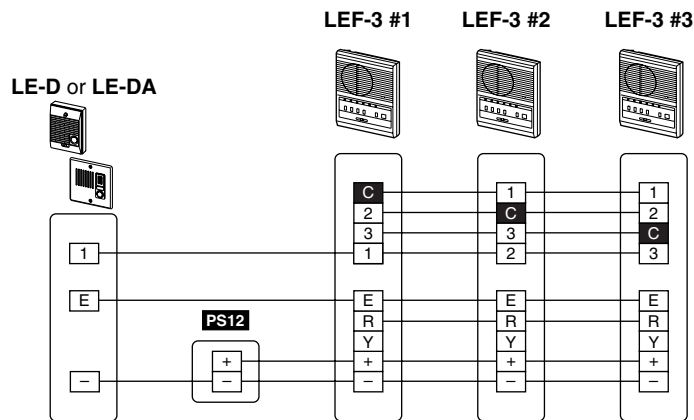 LEF-3 #1 LEF-3 #2 LEF-3 #3
LE-D or LE-DA
C 1 1
2 C 2
3 3 C
1 1 2 3
E E E E
PS12
R R R
Y Y Y
+ + + +
– – – – –